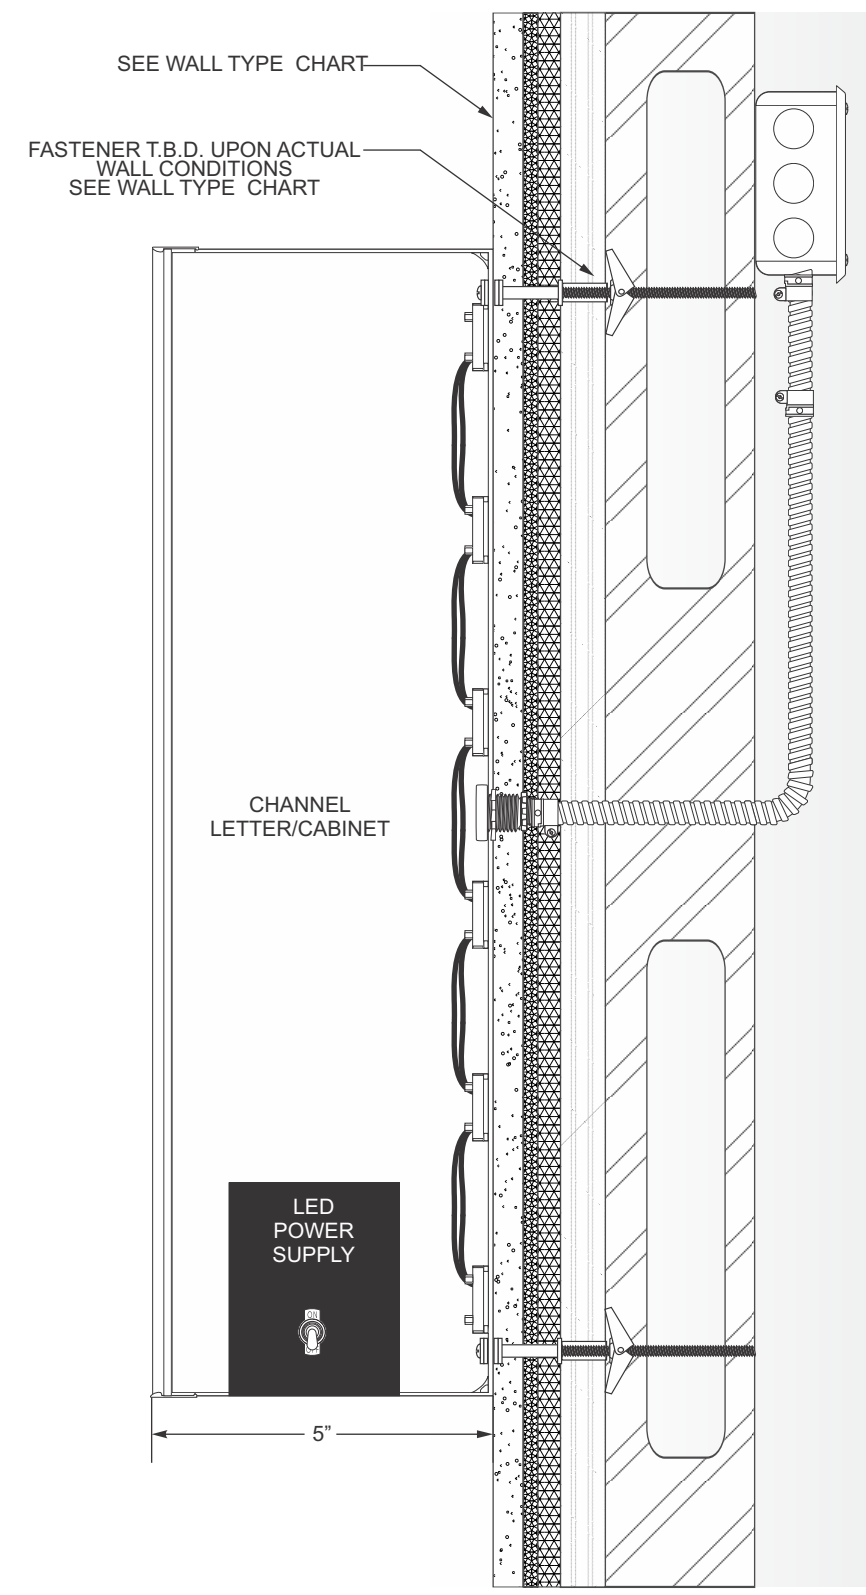 SEE WALL TYPE CHART
FASTENER T.B.D. UPON ACTUAL
WALL CONDITIONS
SEE WALL TYPE CHART
CHANNEL
LETTER/CABINET
LED
POWER
SUPPLY
ON
OFF
5”